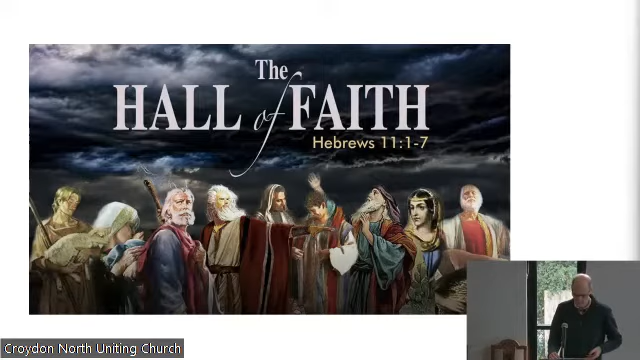 The
HALL of FAITH
Hebrews 11:1-7
Croydon North Uniting Church